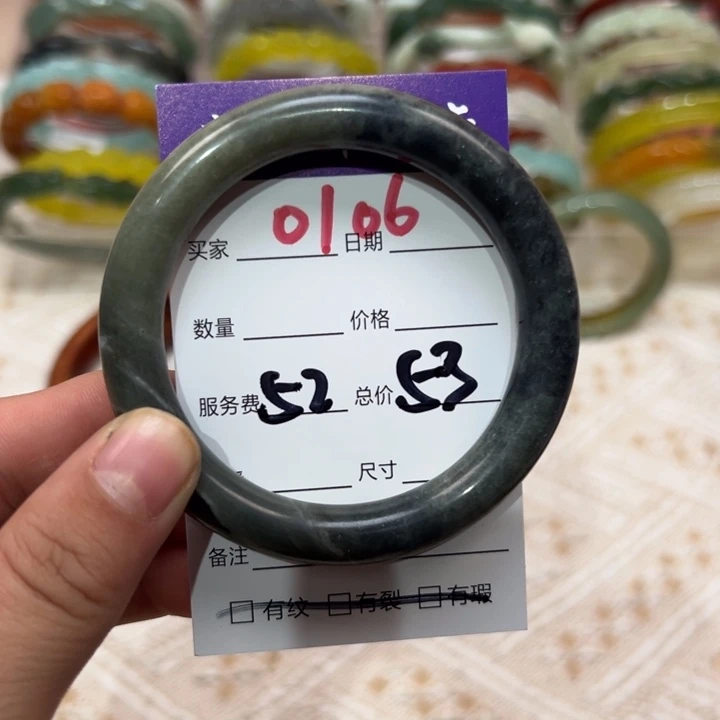 0106
买家 日期
数量 价格
服务费 52 总价 53
尺寸
备注
□ 有纹 □ 有裂 □ 有瑕